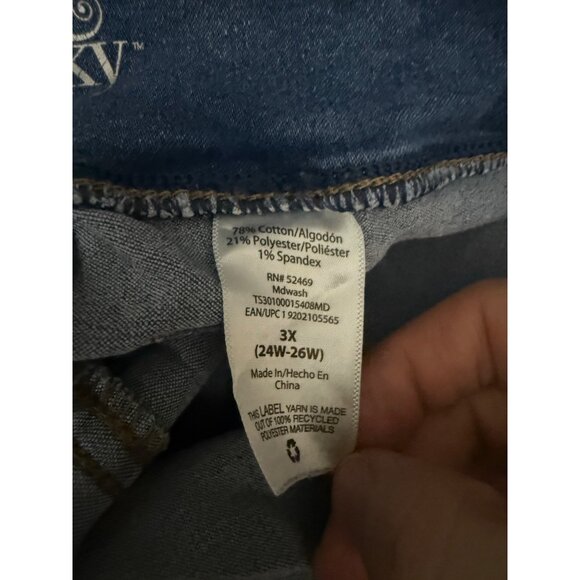 78% Cotton/Algodón
21% Polyester/Poliéster
1% Spandex
RN# 52469
Mdwash
TS30100015408MD
EAN/UPC 1 9202105565
3X
(24W-26W)
Made In/Hecho En
China
THIS LABEL YARN IS MADE
OUT OF 100% RECYCLED
POLYESTER MATERIALS